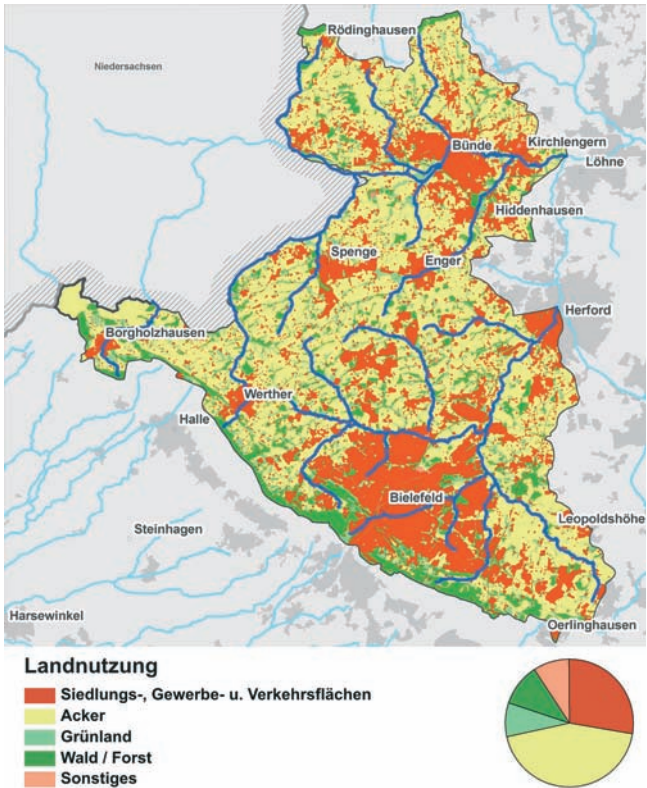 Rödinghausen
Niedersachsen
Bünde
Kirchlengern
Löhne
Hiddenhausen
Spenge
Enger
Herford
Borgholzhausen
Werther
Halle
Bielefeld
Leopoldshöhe
Steinhagen
Harsewinkel
Oerlinghausen
Landnutzung
Siedlungs-, Gewerbe- u. Verkehrsflächen
Acker
Grünland
Wald / Forst
Sonstiges